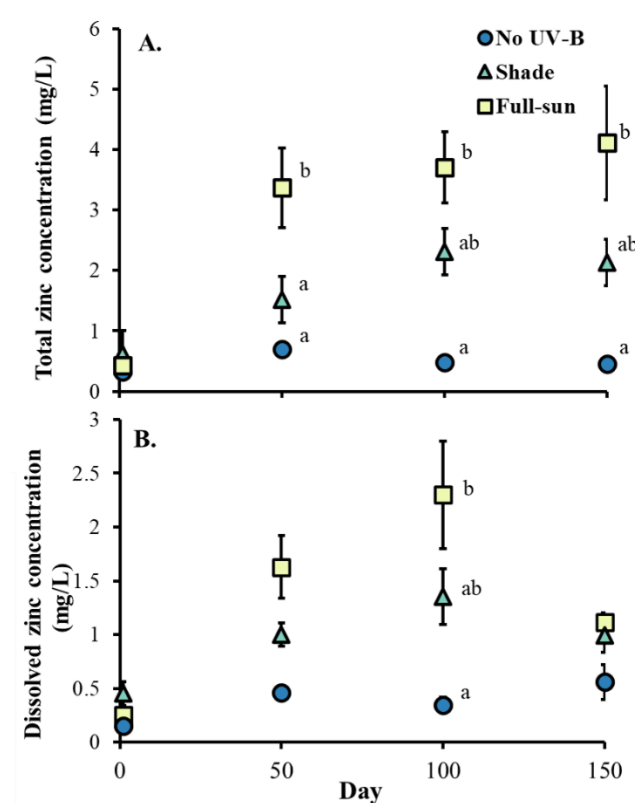 A.
No UV-B
Shade
Full-sun
Total zinc concentration (mg/L)
6
5
4
3
2
1
0
b
b
b
a
ab
ab
a
a
a
B.
Dissolved zinc concentration
(mg/L)
3
2.5
2
1.5
1
0.5
0
b
ab
a
0
50
100
150
Day